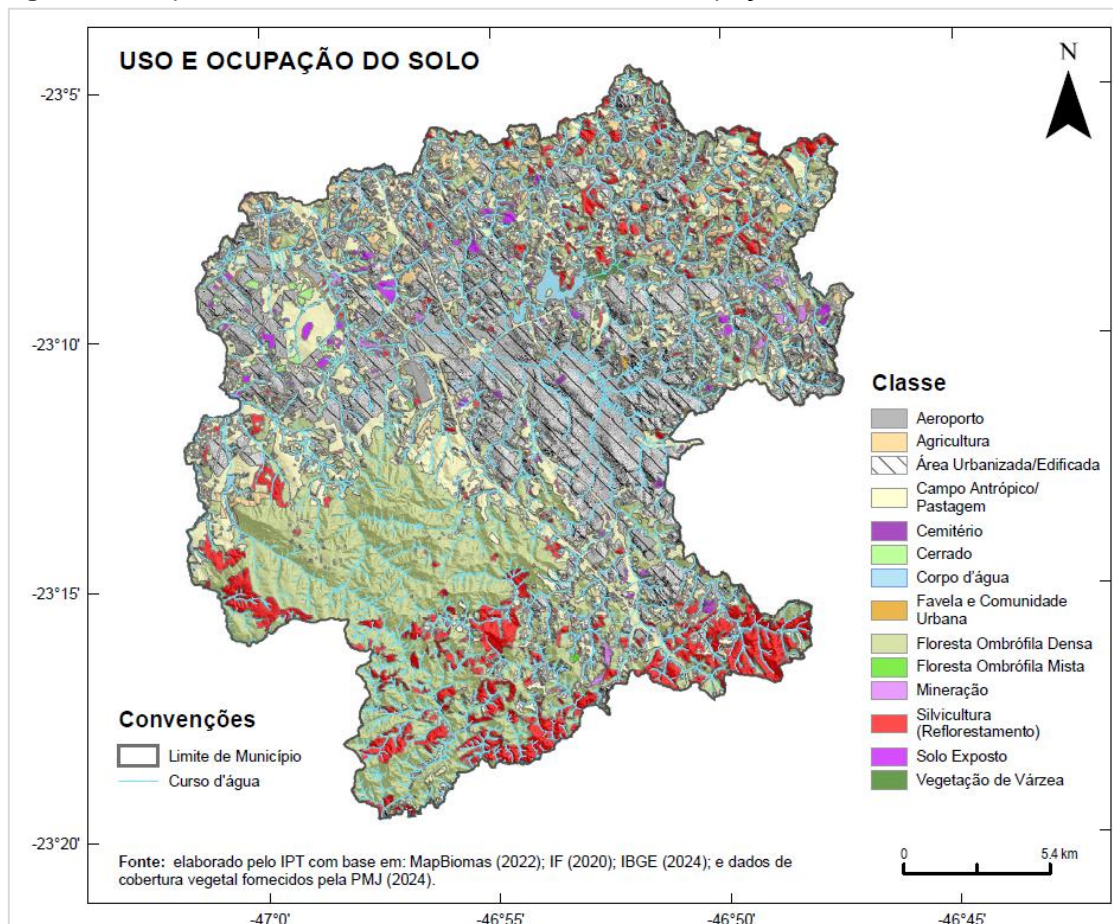 USO E OCUPAÇÃO DO SOLO
N
-23°5'
-23°10'
-23°15'
-23°20'
Classe
Aeroporto
Agricultura
Área Urbanizada/Edificada
Campo Antrópico/
Pastagem
Cemitério
Cerrado
Corpo d'água
Favela e Comunidade
Urbana
Floresta Ombrófila Densa
Floresta Ombrófila Mista
Mineração
Silvicultura
(Reflorestamento)
Solo Exposto
Vegetação de Várzea
Convenções
Limite de Município
Curso d'água
Fonte: elaborado pelo IPT com base em: MapBiomas (2022); IF (2020); IBGE (2024); e dados de
cobertura vegetal fornecidos pela PMJ (2024).
0 5.4 km
-47°0' -46°55' -46°50' -46°45'